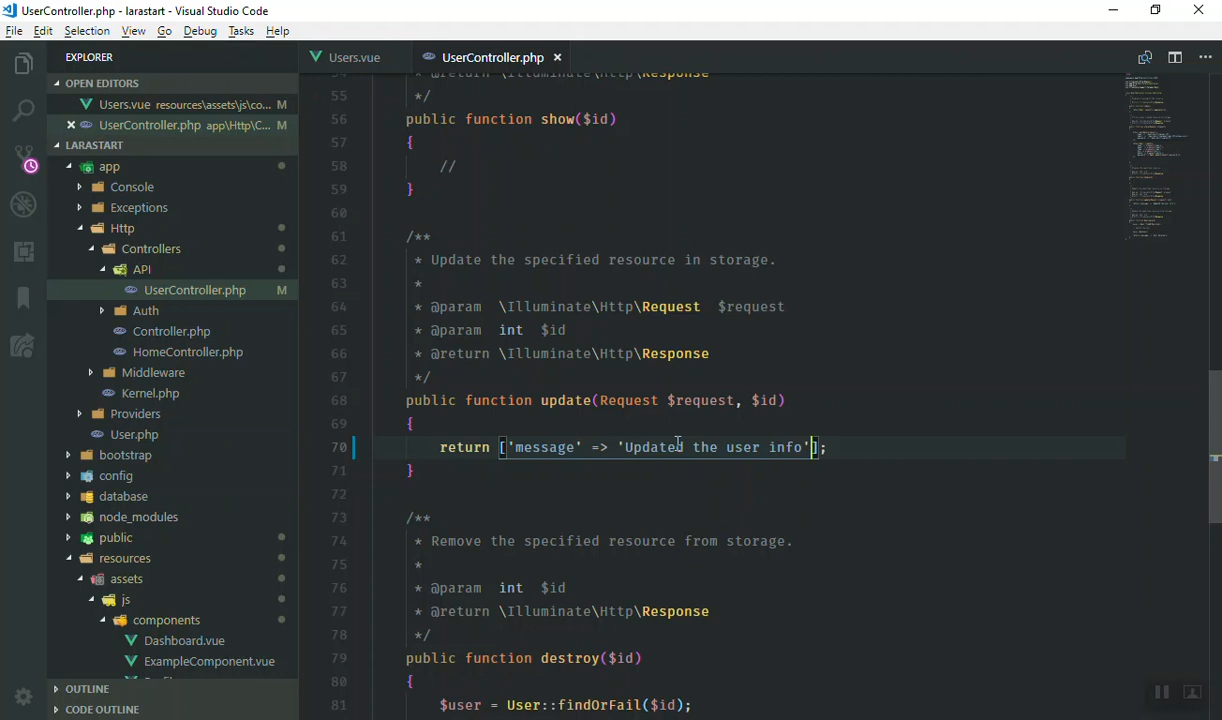 UserController.php - larastart - Visual Studio Code
File Edit Selection View Go Debug Tasks Help
EXPLORER
Users.vue
UserController.php ×
OPEN EDITORS
Users.vue resources\assets\js\co... M
× UserController.php app\Http\C... M
LARASTART
app
Console
Exceptions
Http
Controllers
API
UserController.php M
Auth
Controller.php
HomeController.php
Middleware
Kernel.php
Providers
User.php
bootstrap
config
database
node_modules
public
resources
assets
js
components
Dashboard.vue
ExampleComponent.vue
OUTLINE
CODE OUTLINE
54 * @return \Illuminate\Http\Response
55 */
56 public function show($id)
57 {
58 //
59 }
60
61 /**
62 * Update the specified resource in storage.
63 *
64 * @param \Illuminate\Http\Request $request
65 * @param int $id
66 * @return \Illuminate\Http\Response
67 */
68 public function update(Request $request, $id)
69 {
70 return ['message' => 'Updated the user info'];
71 }
72
73 /**
74 * Remove the specified resource from storage.
75 *
76 * @param int $id
77 * @return \Illuminate\Http\Response
78 */
79 public function destroy($id)
80 {
81 $user = User::findOrFail($id);